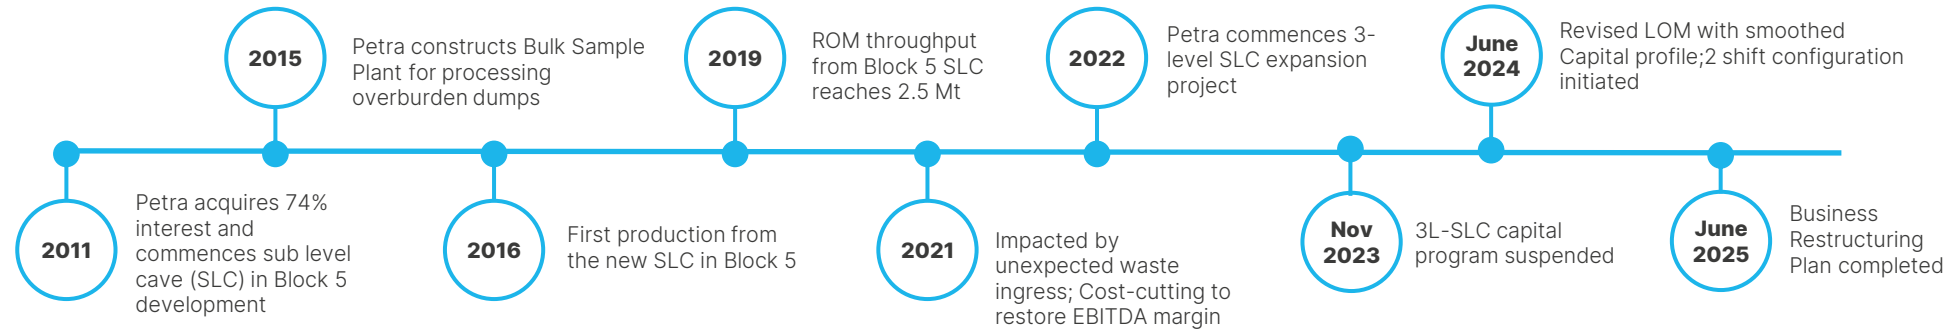 2015
Petra constructs Bulk Sample
Plant for processing
overburden dumps
2019
ROM throughput
from Block 5 SLC
reaches 2.5 Mt
2022
Petra commences 3-
level SLC expansion
project
June
2024
Revised LOM with smoothed
Capital profile;2 shift configuration
initiated
2011
Petra acquires 74%
interest and
commences sub level
cave (SLC) in Block 5
development
2016
First production from
the new SLC in Block 5
2021
Impacted by
unexpected waste
ingress; Cost-cutting to
restore EBITDA margin
Nov
2023
3L-SLC capital
program suspended
June
2025
Business
Restructuring
Plan completed